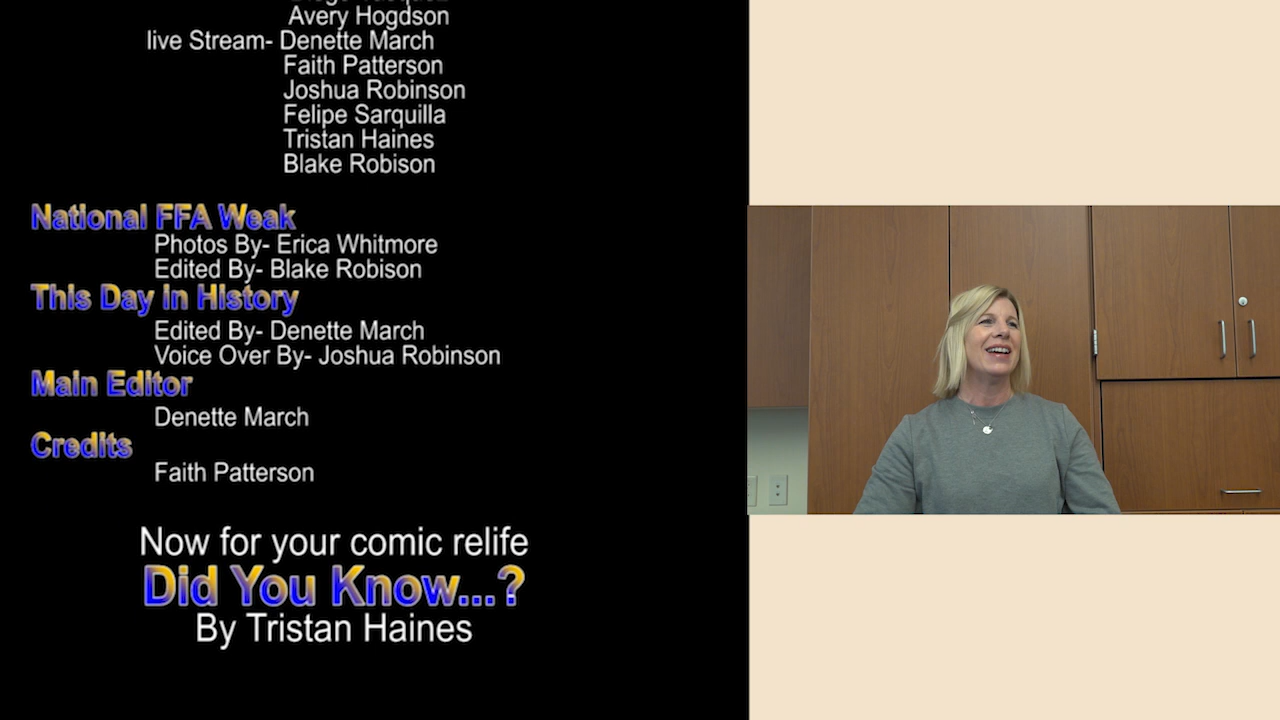 Avery Hogdson
live Stream- Denette March
Faith Patterson
Joshua Robinson
Felipe Sarquilla
Tristan Haines
Blake Robison
National FFA Weak
Photos By- Erica Whitmore
Edited By- Blake Robison
This Day in History
Edited By- Denette March
Voice Over By- Joshua Robinson
Main Editor
Denette March
Credits
Faith Patterson
Now for your comic relife
Did You Know...?
By Tristan Haines